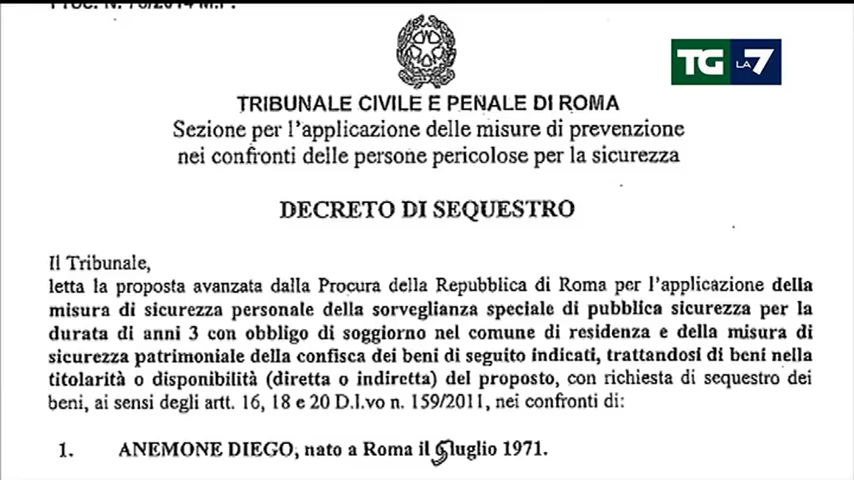 TG LA 7
TRIBUNALE CIVILE E PENALE DI ROMA
Sezione per l'applicazione delle misure di prevenzione
nei confronti delle persone pericolose per la sicurezza
DECRETO DI SEQUESTRO
Il Tribunale,
letta la proposta avanzata dalla Procura della Repubblica di Roma per l'applicazione della
misura di sicurezza personale della sorveglianza speciale di pubblica sicurezza per la
durata di anni 3 con obbligo di soggiorno nel comune di residenza e della misura di
sicurezza patrimoniale della confisca dei beni di seguito indicati, trattandosi di beni nella
titolarità o disponibilità (diretta o indiretta) del proposto, con richiesta di sequestro dei
beni, ai sensi degli artt. 16, 18 e 20 D.l.vo n. 159/2011, nei confronti di:
1. ANEMONE DIEGO, nato a Roma il luglio 1971.